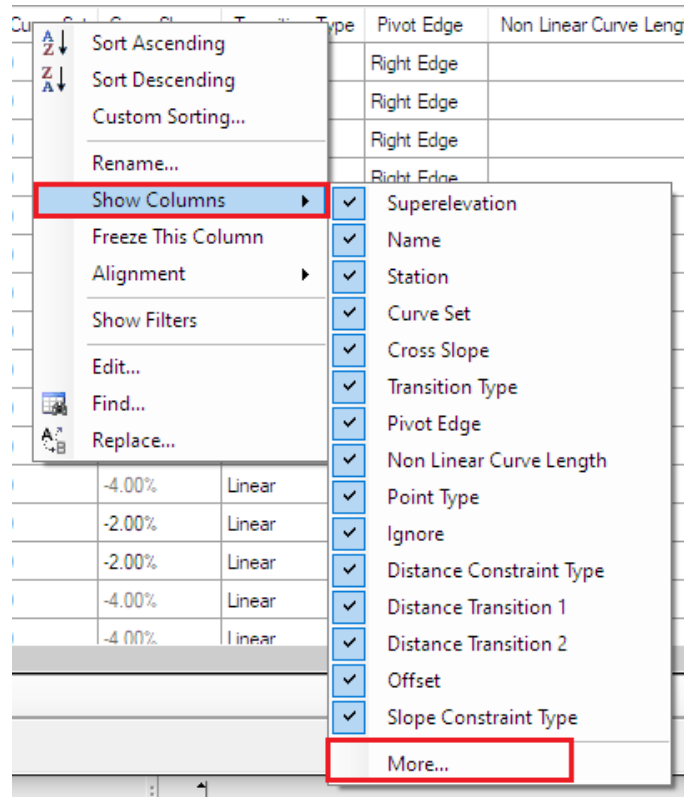 Pivot Edge Non Linear Curve Leng
Right Edge
Right Edge
Right Edge
Right Edge
Sort Ascending
Sort Descending
Custom Sorting...
Rename...
Show Columns
Freeze This Column
Alignment
Show Filters
Edit...
Find...
Replace...
Superelevation
Name
Station
Curve Set
Cross Slope
Transition Type
Pivot Edge
Non Linear Curve Length
Point Type
Ignore
Distance Constraint Type
Distance Transition 1
Distance Transition 2
Offset
Slope Constraint Type
More...
-4.00% Linear
-2.00% Linear
-2.00% Linear
-4.00% Linear
-4.00% Linear